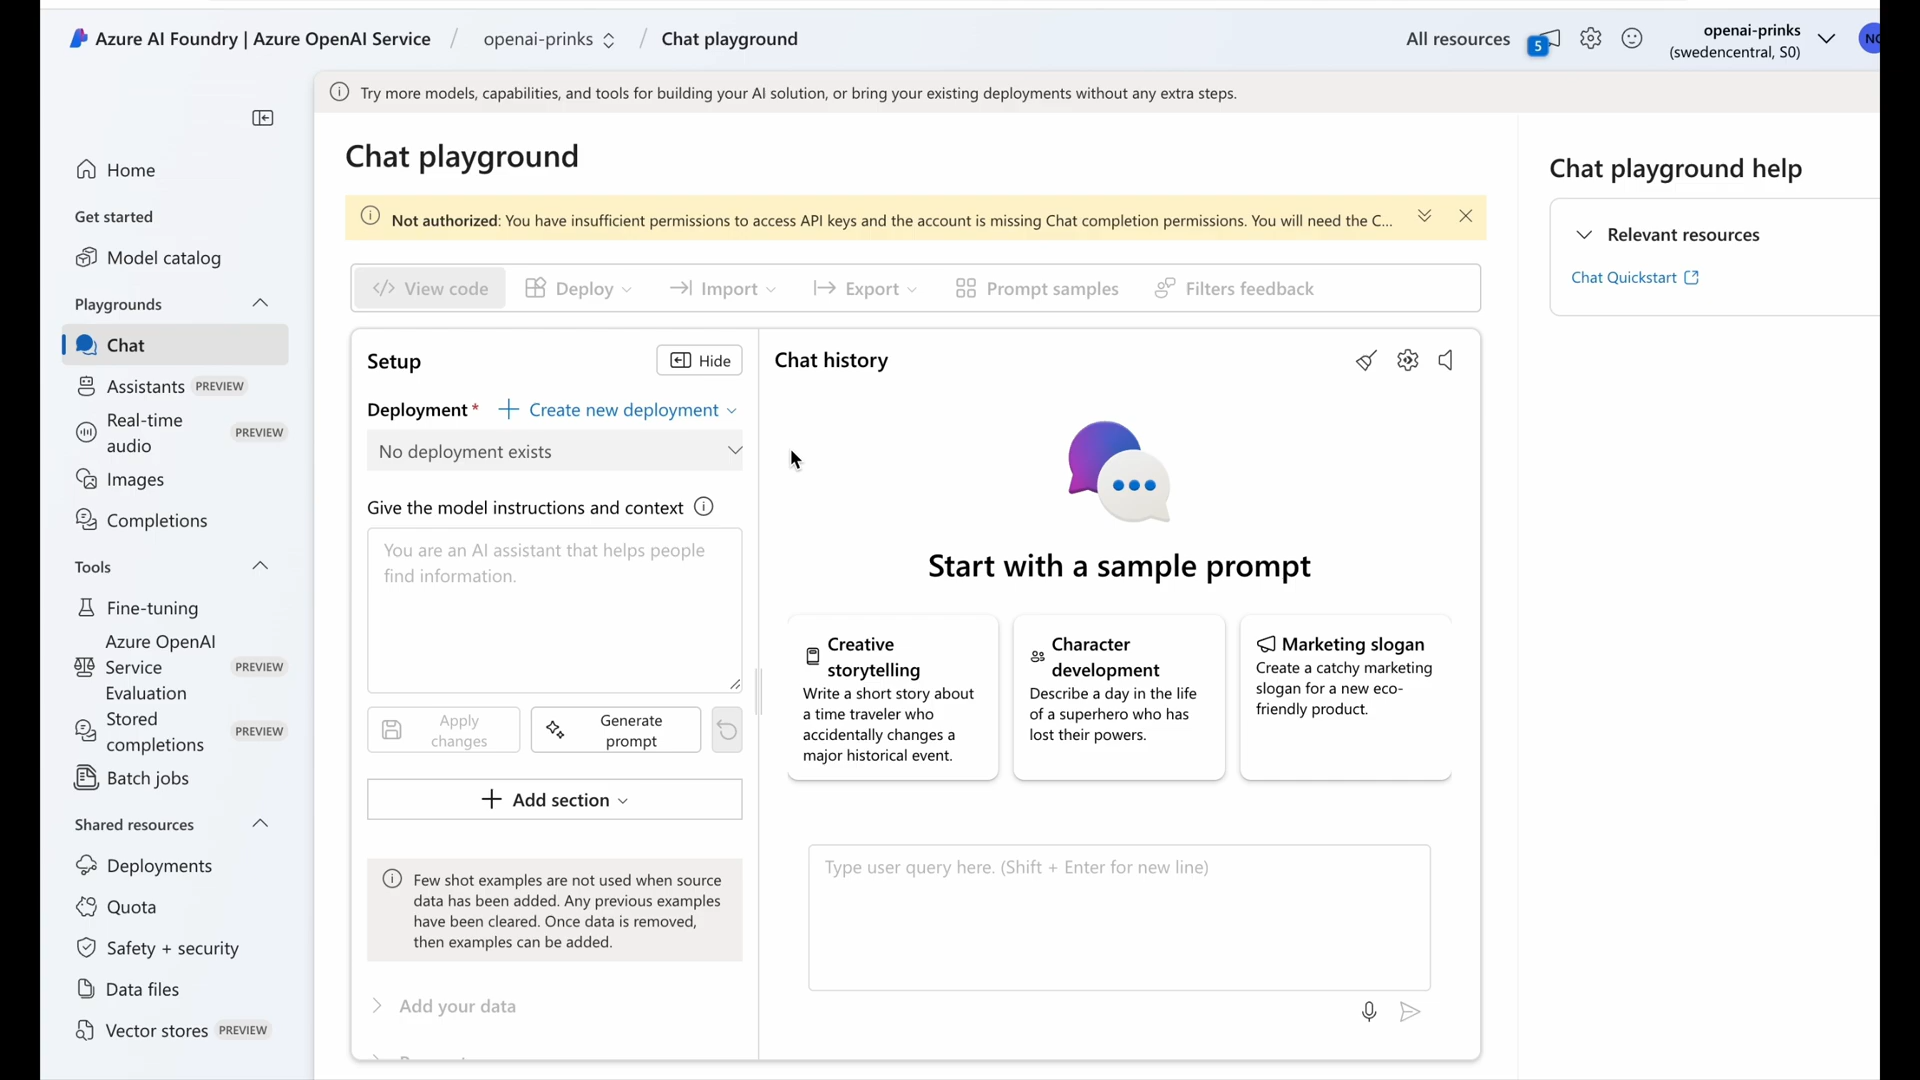 Azure AI Foundry | Azure OpenAI Service / openai-prinks / Chat playground
All resources
5
openai-prinks
(swedencentral, S0)
Try more models, capabilities, and tools for building your AI solution, or bring your existing deployments without any extra steps.
Home
Get started
Model catalog
Playgrounds
Chat
Assistants PREVIEW
Real-time
audio
PREVIEW
Images
Completions
Tools
Fine-tuning
Azure OpenAI
Service
Evaluation
PREVIEW
Stored
completions
PREVIEW
Batch jobs
Shared resources
Deployments
Quota
Safety + security
Data files
Vector stores PREVIEW
Chat playground
Not authorized: You have insufficient permissions to access API keys and the account is missing Chat completion permissions. You will need the C...
View code Deploy Import Export Prompt samples Filters feedback
Setup
Hide
Deployment * + Create new deployment
No deployment exists
Give the model instructions and context
You are an AI assistant that helps people
find information.
Apply
changes
Generate
prompt
+ Add section
Few shot examples are not used when source
data has been added. Any previous examples
have been cleared. Once data is removed,
then examples can be added.
Add your data
Chat history
Start with a sample prompt
Creative
storytelling
Write a short story about
a time traveler who
accidentally changes a
major historical event.
Character
development
Describe a day in the life
of a superhero who has
lost their powers.
Marketing slogan
Create a catchy marketing
slogan for a new eco-
friendly product.
Type user query here. (Shift + Enter for new line)
Chat playground help
Relevant resources
Chat Quickstart